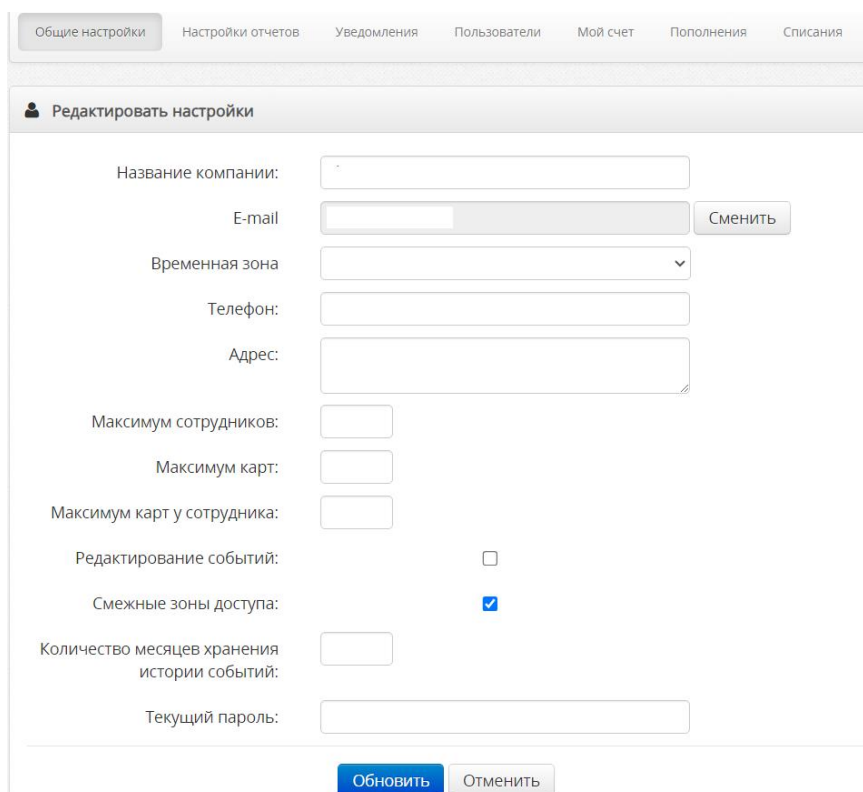 Общие настройки Настройки отчетов Уведомления Пользователи Мой счет Пополнения Списания
Редактировать настройки
Название компании:
E-mail Сменить
Временная зона
Телефон:
Адрес:
Максимум сотрудников:
Максимум карт:
Максимум карт у сотрудника:
Редактирование событий:
Смежные зоны доступа:
Количество месяцев хранения
истории событий:
Текущий пароль:
Обновить Отменить